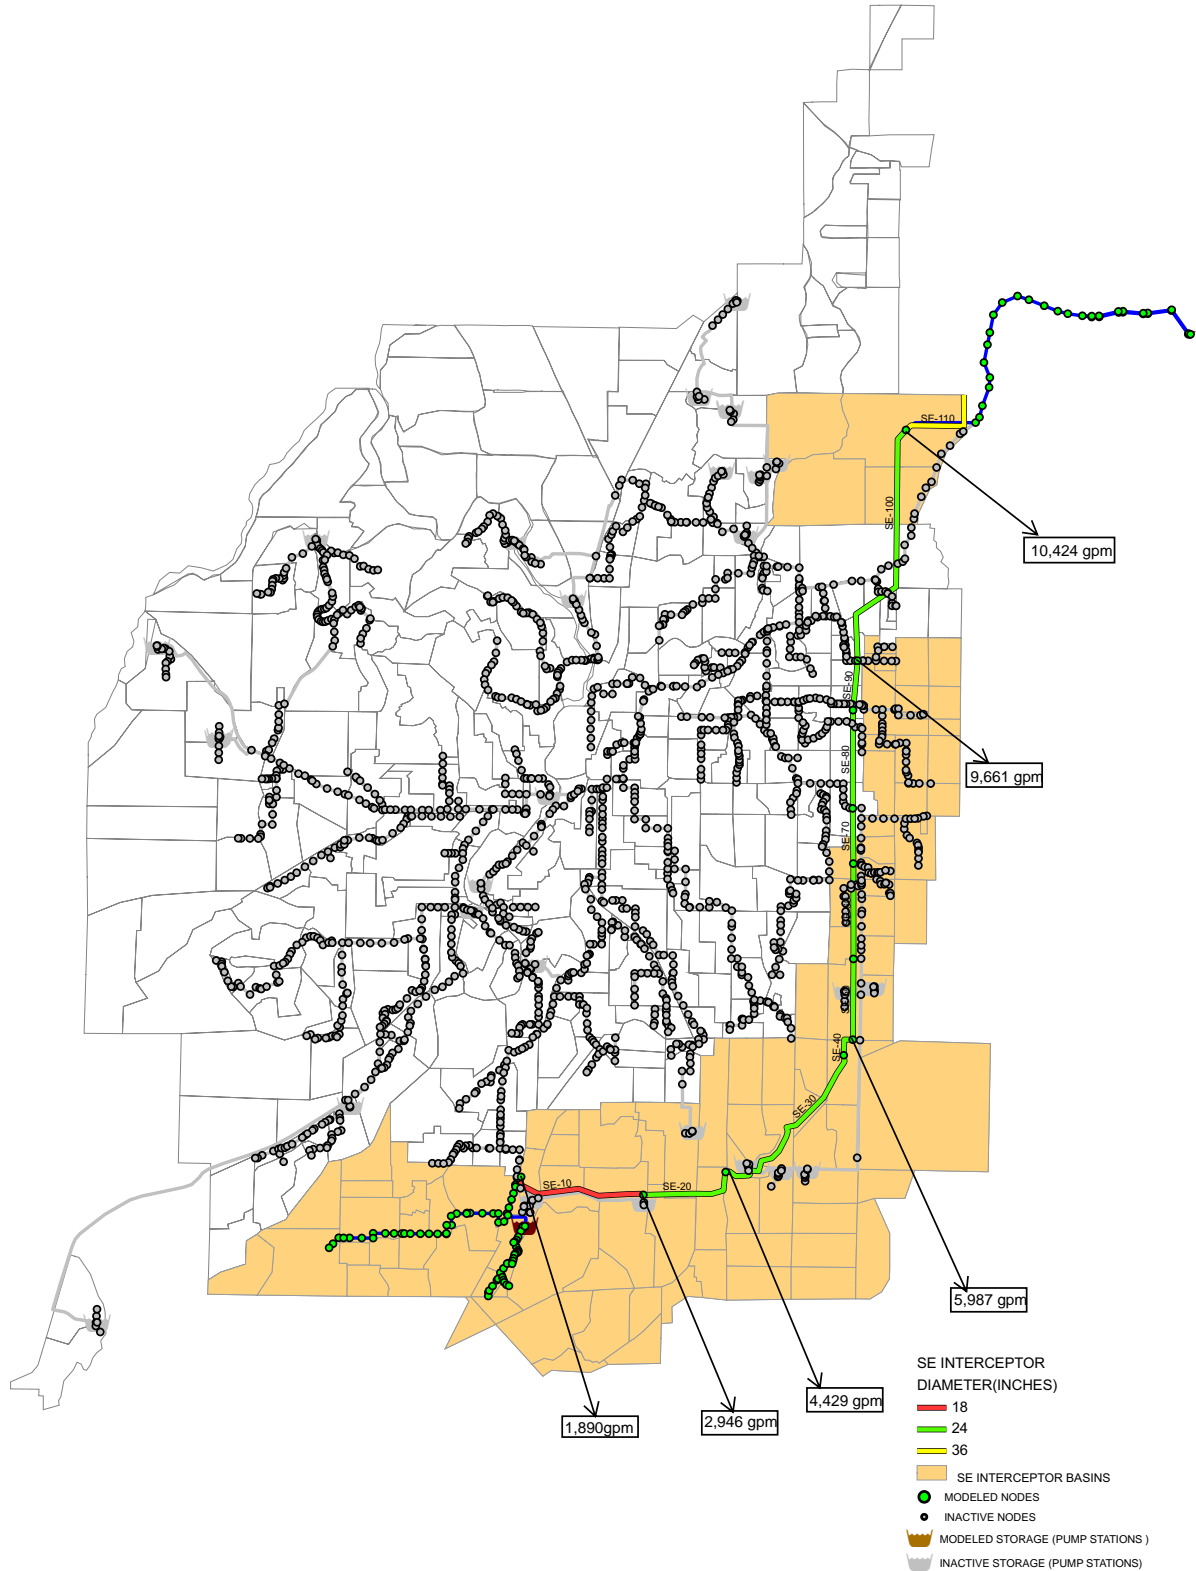 SE-110
SE-100
10,424 gpm
SE-90
9,661 gpm
SE-80
SE-70
SE-40
SE-30
SE-10
SE-20
5,987 gpm
4,429 gpm
2,946 gpm
1,890gpm
SE INTERCEPTOR
DIAMETER(INCHES)
18
24
36
SE INTERCEPTOR BASINS
MODELED NODES
INACTIVE NODES
MODELED STORAGE (PUMP STATIONS )
INACTIVE STORAGE (PUMP STATIONS)